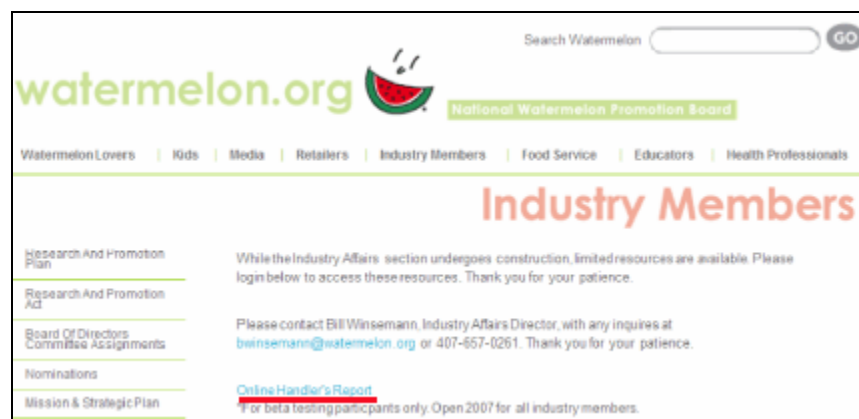 Search Watermelon
GO
watermelon.org
National Watermelon Promotion Board
Watermelon Lovers | Kids | Media | Retailers | Industry Members | Food Service | Educators | Health Professionals
Industry Members
Research And Promotion
Plan
Research And Promotion
Act
Board Of Directors
Committee Assignments
Nominations
Mission & Strategic Plan
While the Industry Affairs section undergoes construction, limited resources are available. Please
login below to access these resources. Thank you for your patience.
Please contact Bill Winsemann, Industry Affairs Director, with any inquires at
bwinsemann@watermelon.org or 407-657-0261. Thank you for your patience.
Online Handler's Report
*For beta testing participants only. Open 2007 for all industry members.